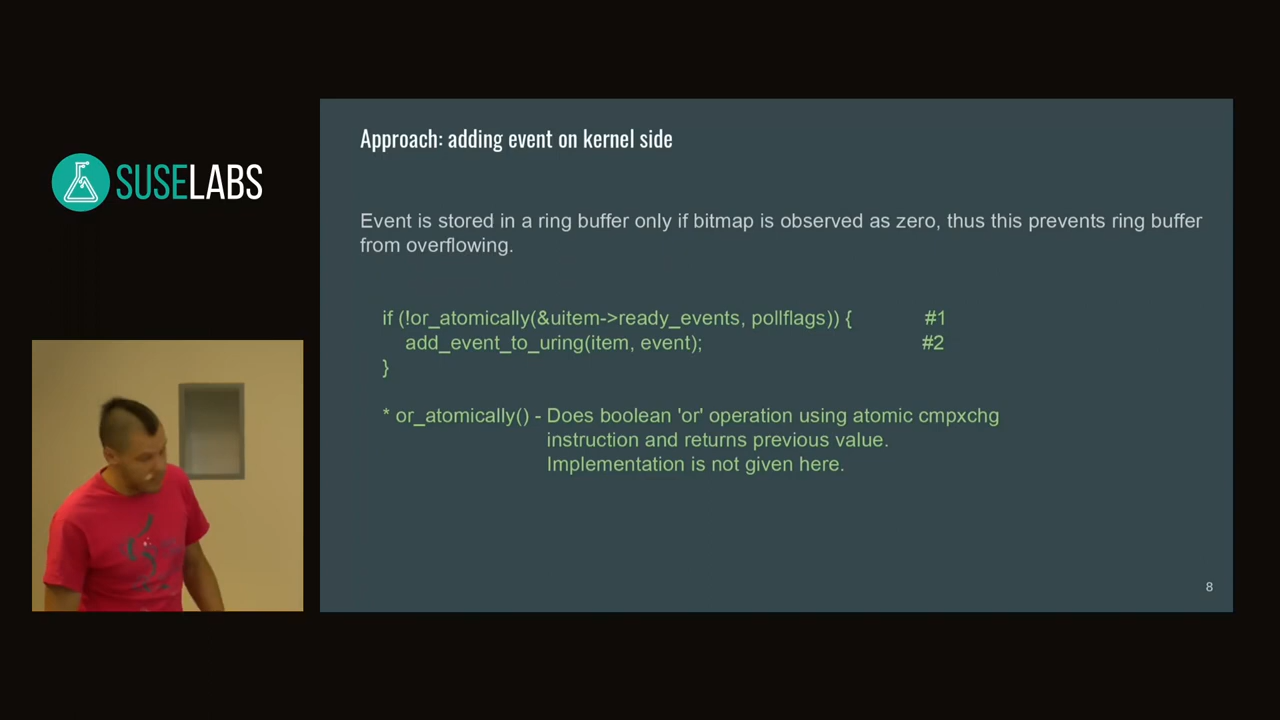 SUSELABS
Approach: adding event on kernel side
Event is stored in a ring buffer only if bitmap is observed as zero, thus this prevents ring buffer
from overflowing.
if (!or_atomically(&uitem->ready_events, pollflags)) { #1
add_event_to_uring(item, event); #2
}
* or_atomically() - Does boolean 'or' operation using atomic cmpxchg
instruction and returns previous value.
Implementation is not given here.
8